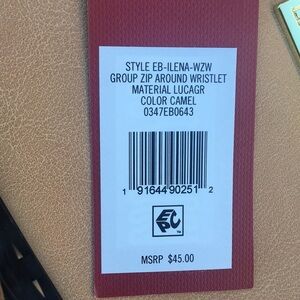 STYLE EB-ILENA-WZW
GROUP ZIP AROUND WRISTLET
MATERIAL LUCAGR
COLOR CAMEL
0347EB0643
1 91644 90251 2
EPC
MSRP $45.00